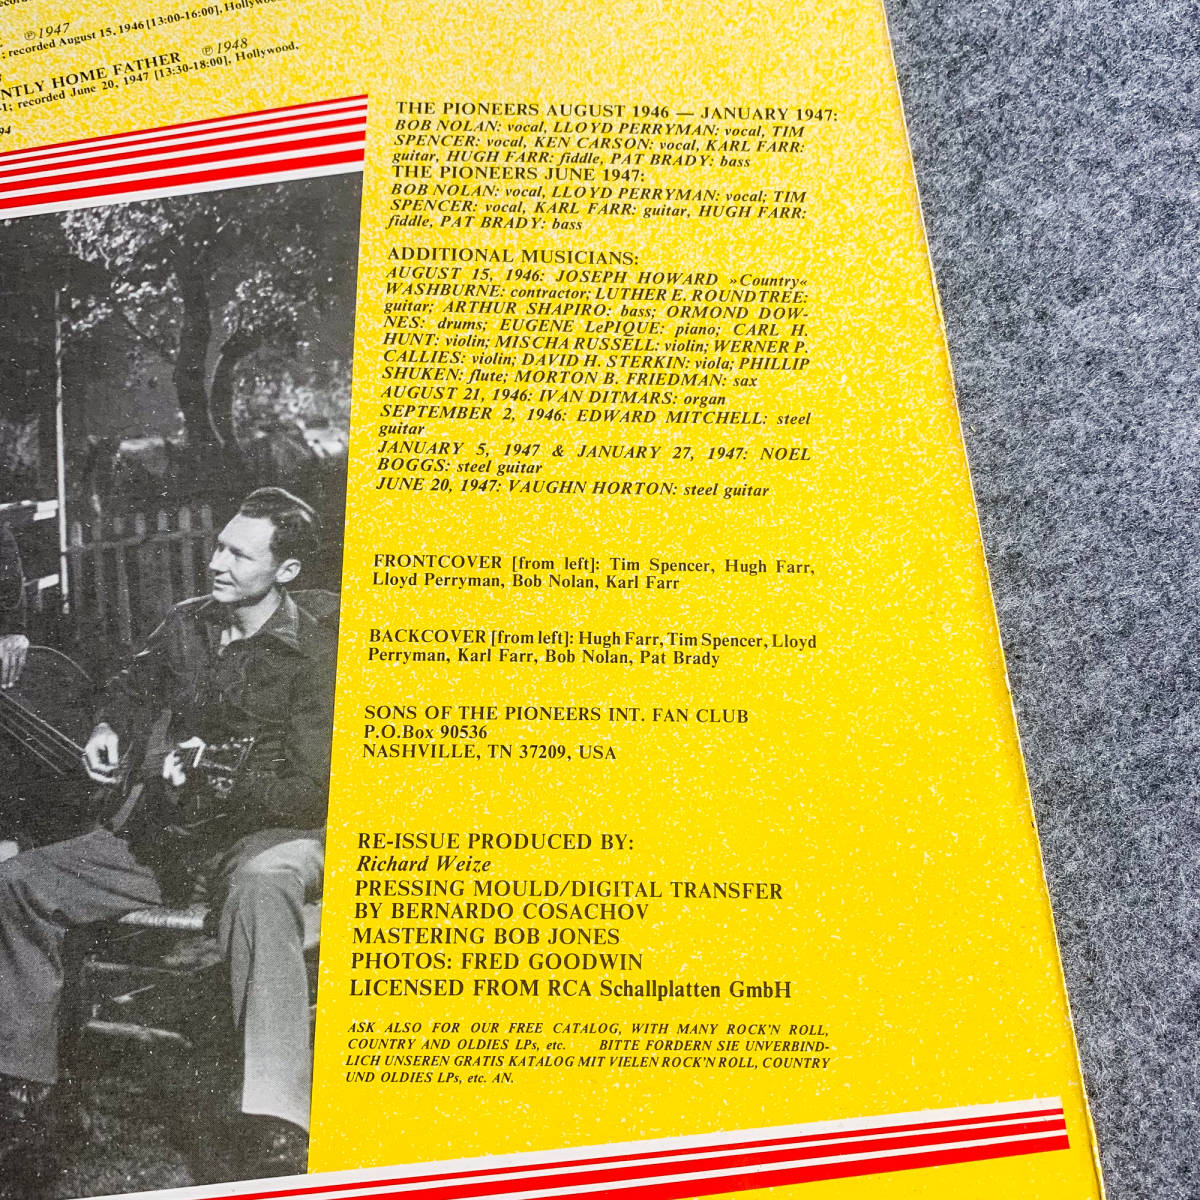 ℗ 1947
; recorded August 15, 1946 [13:00-16:00],
NTLY HOME FATHER ℗ 1948
-1; recorded June 20, 1947 [13:30-18:00], Hollywood,
THE PIONEERS AUGUST 1946 — JANUARY 1947:
BOB NOLAN: vocal, LLOYD PERRYMAN: vocal, TIM
SPENCER: vocal, KEN CARSON: vocal, KARL FARR:
guitar, HUGH FARR: fiddle, PAT BRADY: bass
THE PIONEERS JUNE 1947:
BOB NOLAN: vocal, LLOYD PERRYMAN: vocal; TIM
SPENCER: vocal, KARL FARR: guitar, HUGH FARR:
fiddle, PAT BRADY: bass
ADDITIONAL MUSICIANS:
AUGUST 15, 1946: JOSEPH HOWARD »Country«
WASHBURNE: contractor; LUTHER E. ROUNDTREE:
guitar; ARTHUR SHAPIRO: bass; ORMOND DOW-
NES: drums; EUGENE LePIQUE: piano; CARL H.
HUNT: violin; MISCHA RUSSELL: violin; WERNER P.
CALLIES: violin; DAVID H. STERKIN: viola; PHILLIP
SHUKEN: flute; MORTON B. FRIEDMAN: sax
AUGUST 21, 1946: IVAN DITMARS: organ
SEPTEMBER 2, 1946: EDWARD MITCHELL: steel
guitar
JANUARY 5, 1947 & JANUARY 27, 1947: NOEL
BOGGS: steel guitar
JUNE 20, 1947: VAUGHN HORTON: steel guitar
FRONTCOVER [from left]: Tim Spencer, Hugh Farr,
Lloyd Perryman, Bob Nolan, Karl Farr
BACKCOVER [from left]: Hugh Farr, Tim Spencer, Lloyd
Perryman, Karl Farr, Bob Nolan, Pat Brady
SONS OF THE PIONEERS INT. FAN CLUB
P.O.Box 90536
NASHVILLE, TN 37209, USA
RE-ISSUE PRODUCED BY:
Richard Weize
PRESSING MOULD/DIGITAL TRANSFER
BY BERNARDO COSACHOV
MASTERING BOB JONES
PHOTOS: FRED GOODWIN
LICENSED FROM RCA Schallplatten GmbH
ASK ALSO FOR OUR FREE CATALOG, WITH MANY ROCK'N ROLL,
COUNTRY AND OLDIES LPs, etc. BITTE FORDERN SIE UNVERBIND-
LICH UNSEREN GRATIS KATALOG MIT VIELEN ROCK'N ROLL, COUNTRY
UND OLDIES LPs, etc. AN.